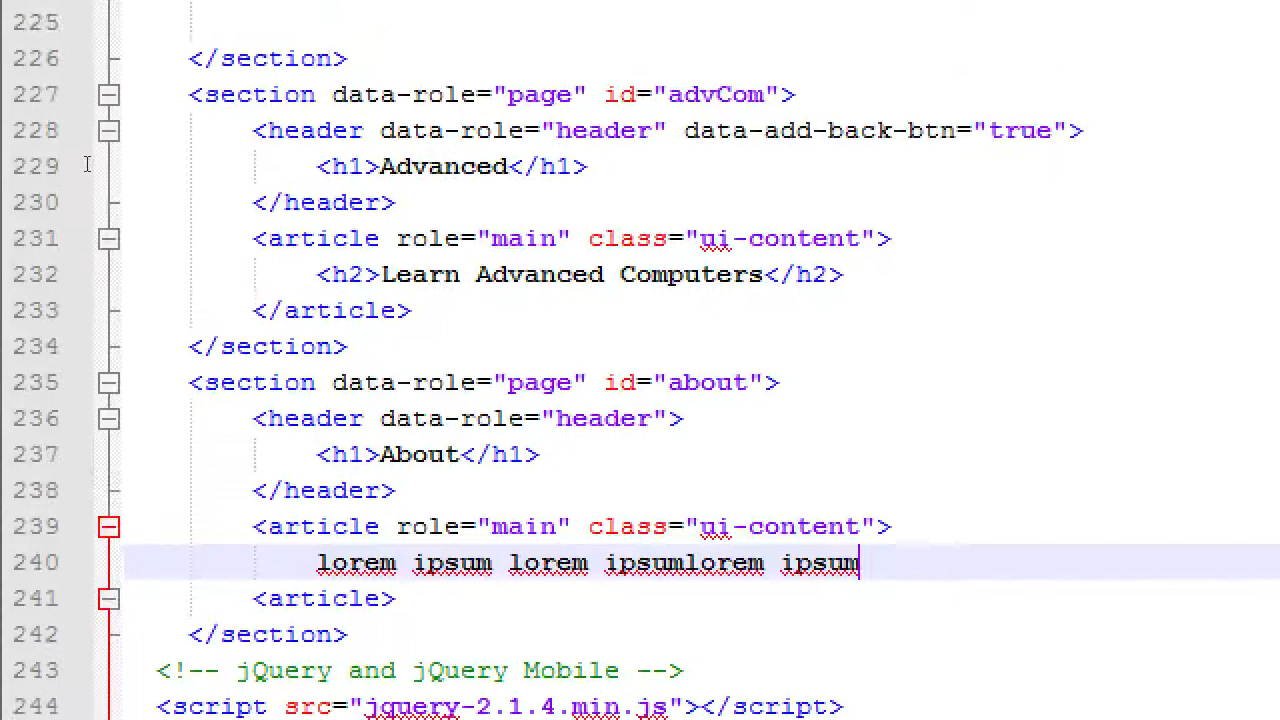 225
226 </section>
227 <section data-role="page" id="advCom">
228 <header data-role="header" data-add-back-btn="true">
229 <h1>Advanced</h1>
230 </header>
231 <article role="main" class="ui-content">
232 <h2>Learn Advanced Computers</h2>
233 </article>
234 </section>
235 <section data-role="page" id="about">
236 <header data-role="header">
237 <h1>About</h1>
238 </header>
239 <article role="main" class="ui-content">
240 lorem ipsum lorem ipsumlorem ipsum
241 <article>
242 </section>
243 <!-- jQuery and jQuery Mobile -->
244 <script src="jquery-2.1.4.min.js"></script>